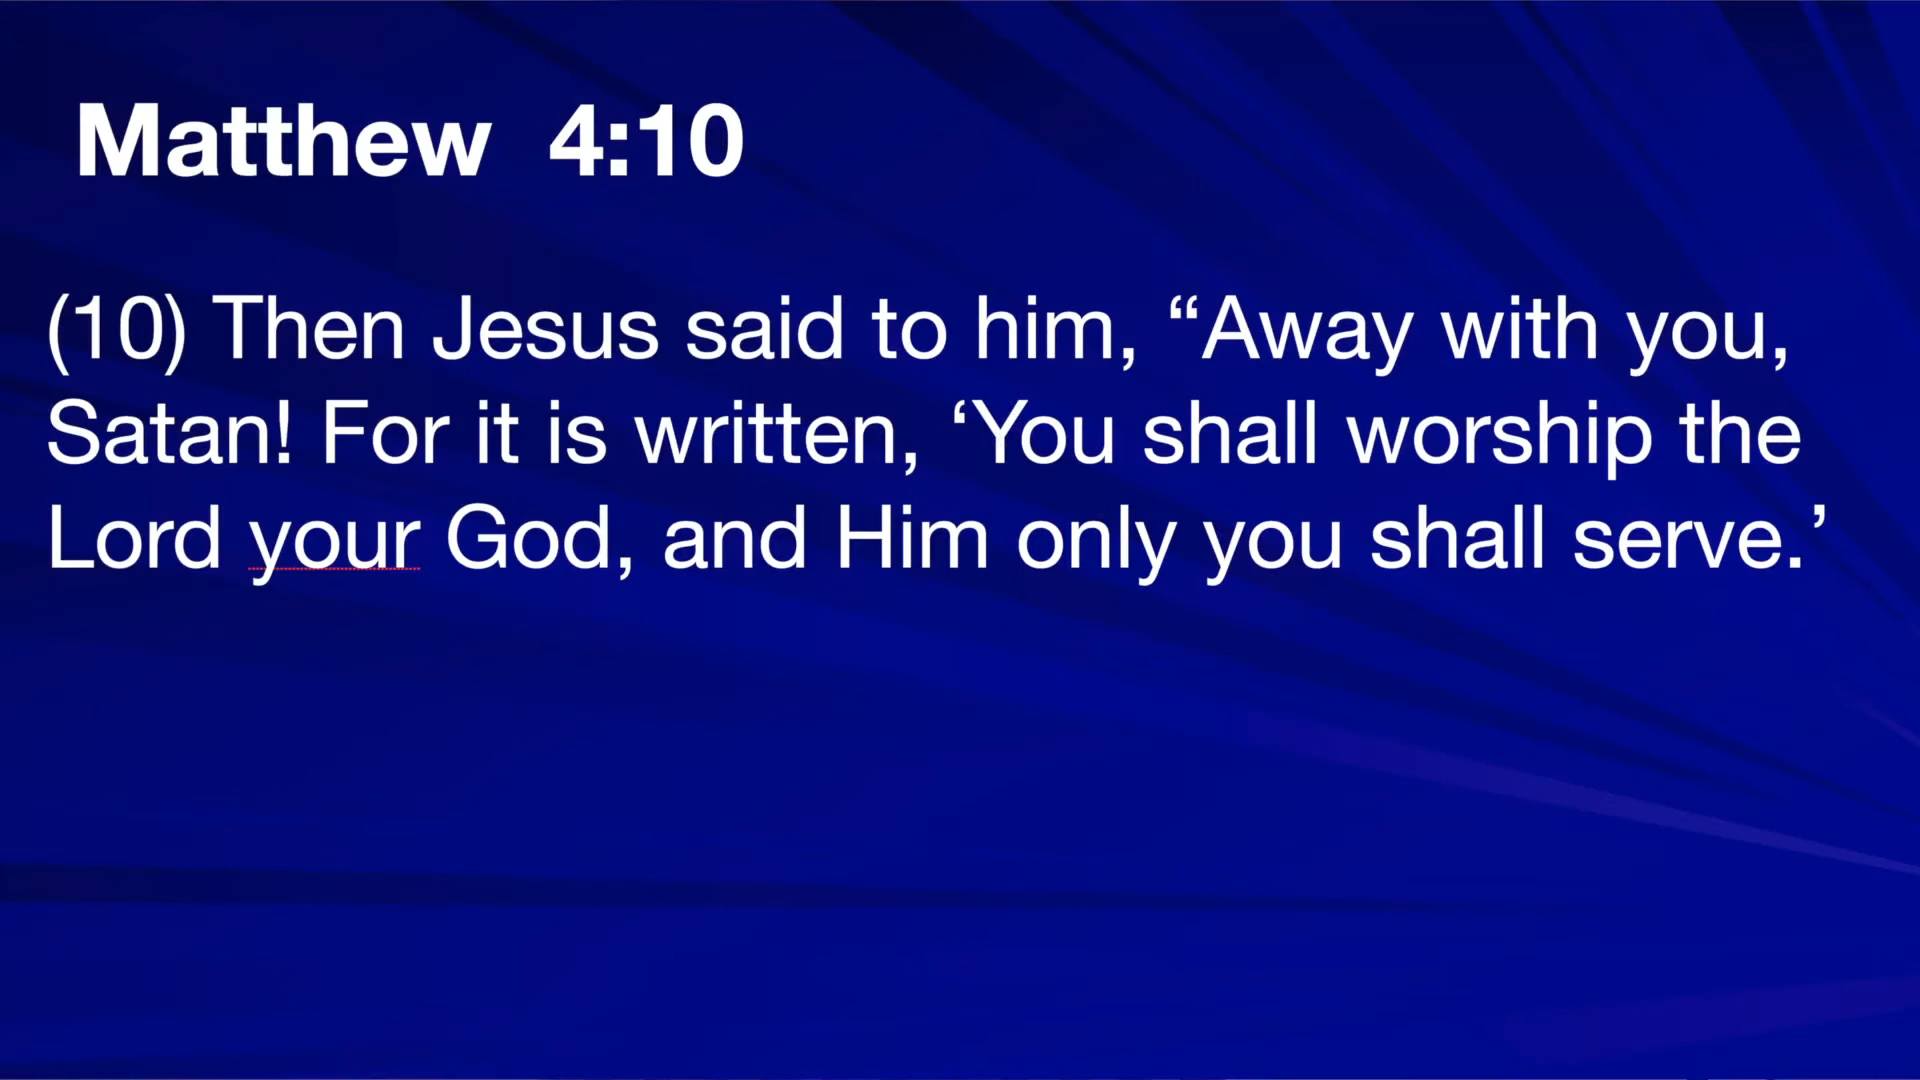 Matthew  4:10
(10) Then Jesus said to him, “Away with you,
Satan! For it is written, ‘You shall worship the
Lord your God, and Him only you shall serve.’